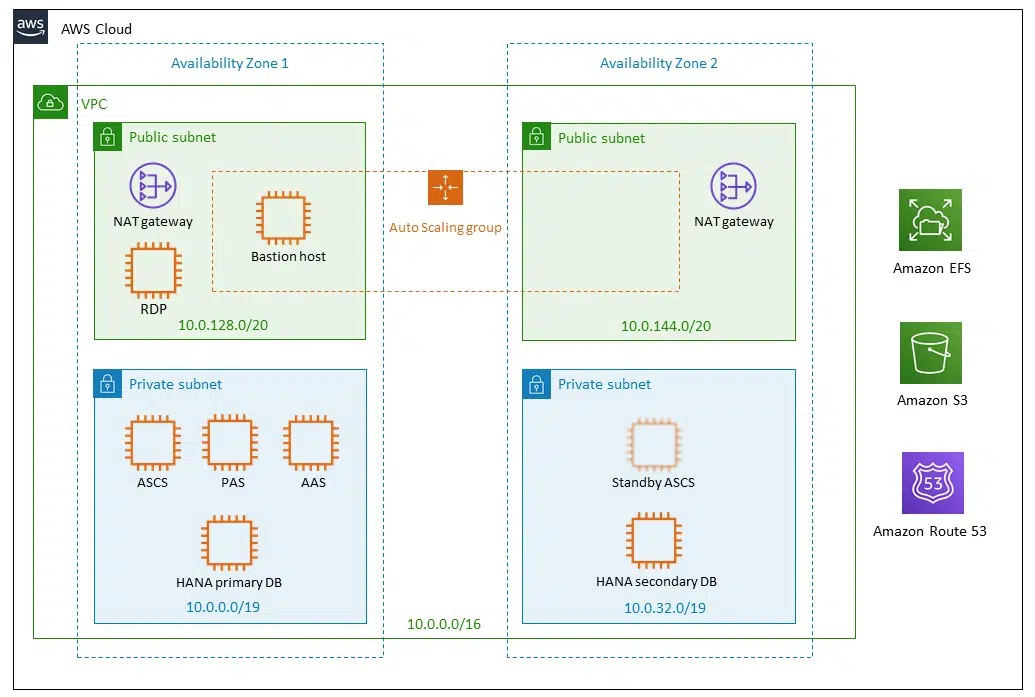 aws
AWS Cloud
Availability Zone 1
Availability Zone 2
VPC
Public subnet
NAT gateway
Bastion host
RDP
10.0.128.0/20
Auto Scaling group
Public subnet
NAT gateway
10.0.144.0/20
Private subnet
ASCS
PAS
AAS
HANA primary DB
10.0.0.0/19
Private subnet
Standby ASCS
HANA secondary DB
10.0.32.0/19
10.0.0.0/16
Amazon EFS
Amazon S3
53
Amazon Route 53